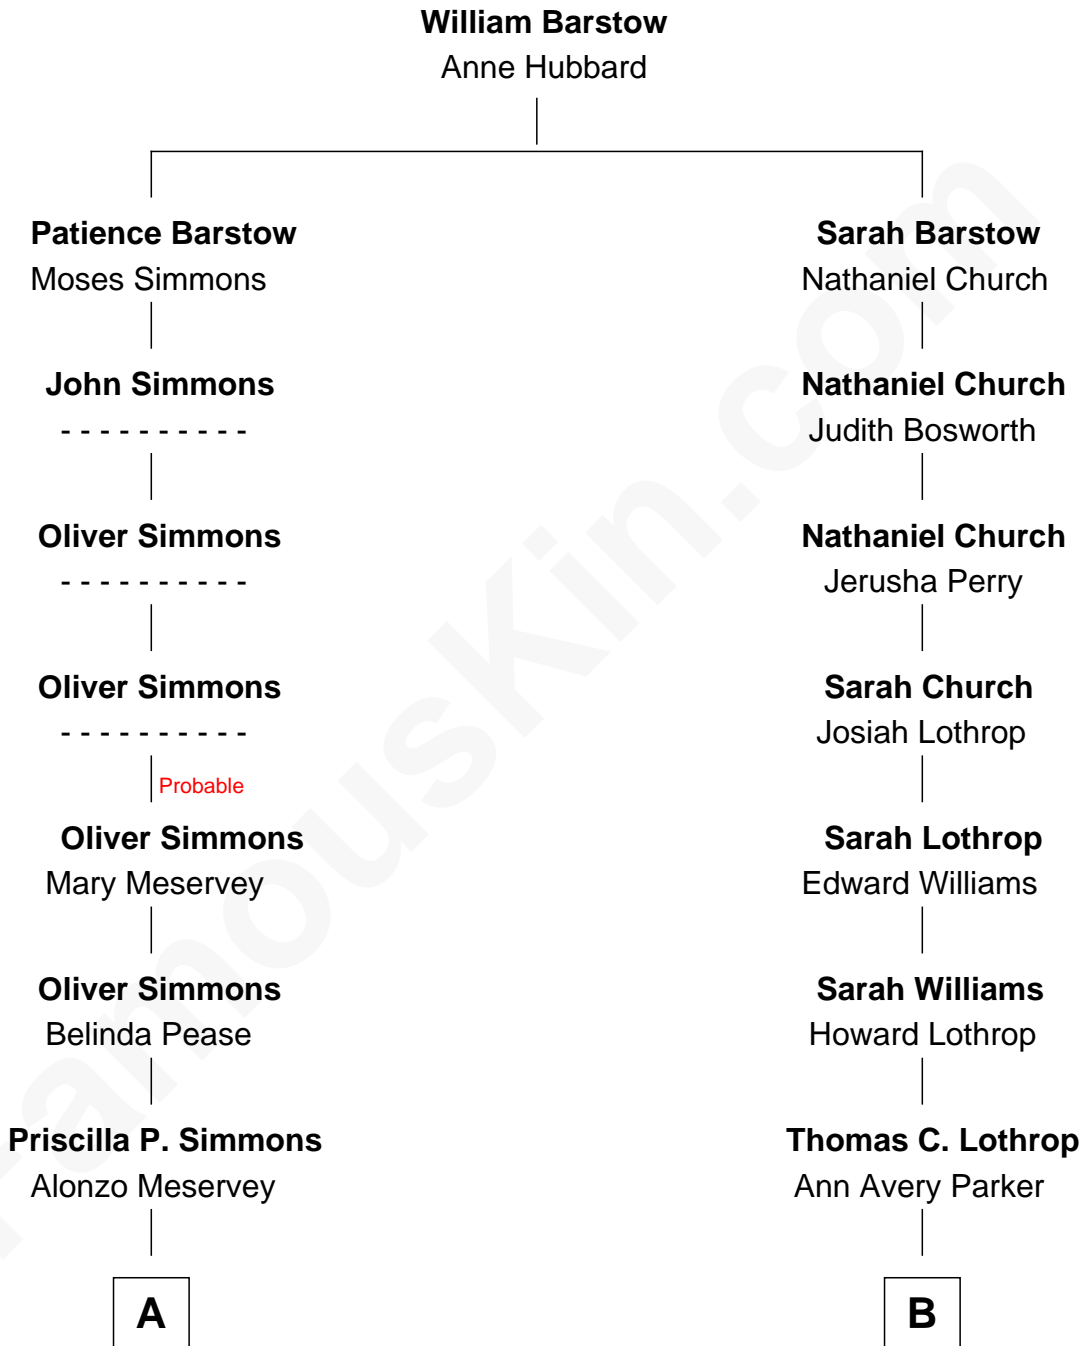 William Barstow
Anne Hubbard
Patience Barstow
Moses Simmons
Sarah Barstow
Nathaniel Church
John Simmons
- - - - - - - - - -
Nathaniel Church
Judith Bosworth
Oliver Simmons
- - - - - - - - - -
Nathaniel Church
Jerusha Perry
Oliver Simmons
- - - - - - - - - -
Sarah Church
Josiah Lothrop
Probable
Oliver Simmons
Mary Meservey
Sarah Lothrop
Edward Williams
Oliver Simmons
Belinda Pease
Sarah Williams
Howard Lothrop
Priscilla P. Simmons
Alonzo Meservey
Thomas C. Lothrop
Ann Avery Parker
A
B
FamousKin.com